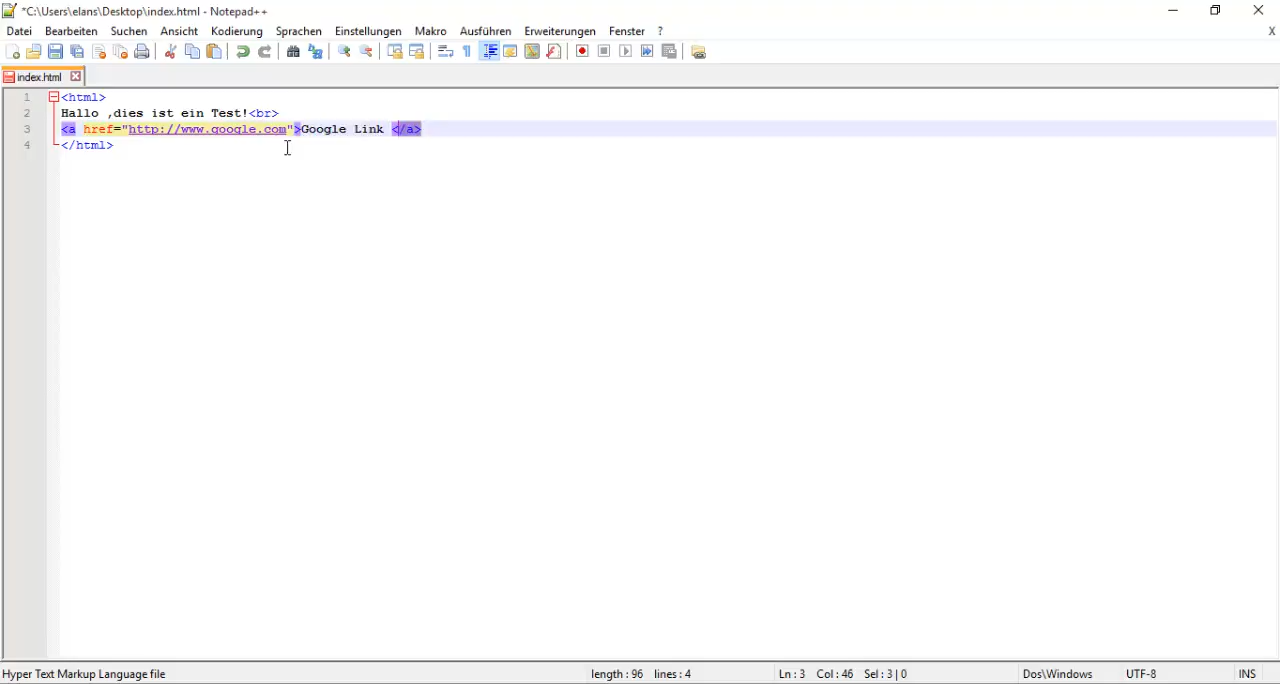 *C:\Users\elans\Desktop\index.html - Notepad++
Datei Bearbeiten Suchen Ansicht Kodierung Sprachen Einstellungen Makro Ausführen Erweiterungen Fenster ? X
index.html
1 <html>
2 Hallo ,dies ist ein Test!<br>
3 <a href="http://www.google.com">Google Link </a>
4 </html>
Hyper Text Markup Language file length : 96 lines : 4 Ln : 3 Col : 46 Sel : 3 | 0 Dos\Windows UTF-8 INS